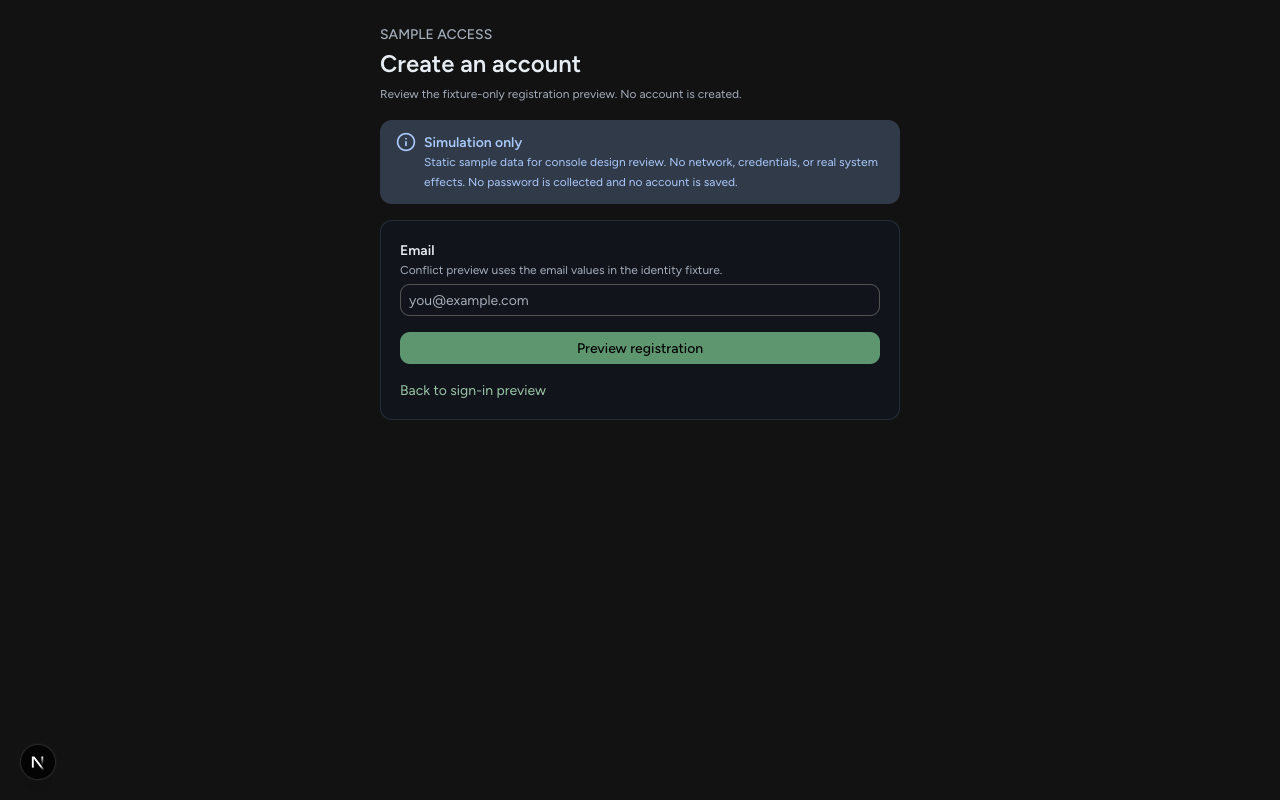 SAMPLE ACCESS
Create an account
Review the fixture-only registration preview. No account is created.
Simulation only
Static sample data for console design review. No network, credentials, or real system
effects. No password is collected and no account is saved.
Email
Conflict preview uses the email values in the identity fixture.
you@example.com
Preview registration
Back to sign-in preview
N